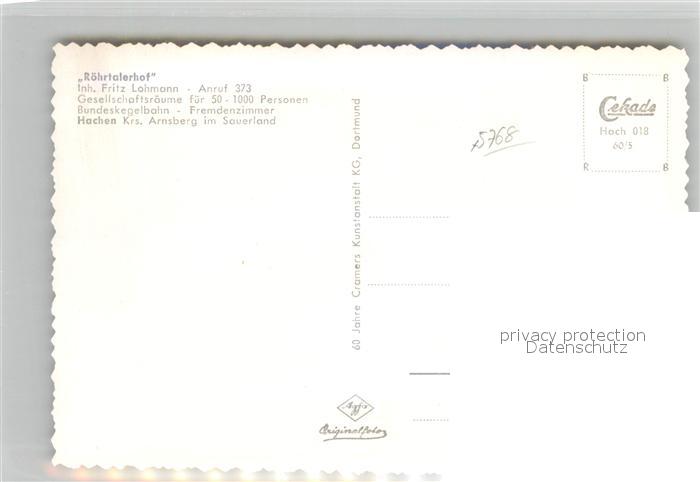 „Röhrtalerhof"
Inh. Fritz Lohmann - Anruf 373
Gesellschaftsräume für 50 - 1000 Personen
Bundeskegelbahn - Fremdenzimmer
Hachen Krs. Arnsberg im Sauerland
60 Jahre Cramers Kunstanstalt KG, Dortmund
5768
B B
Cekade
Hach 018
60/5
R B
privacy protection
Datenschutz
Agfa
Originalfoto